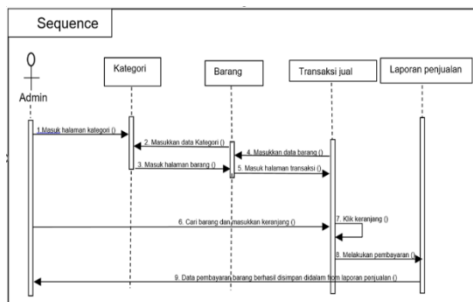 Sequence
Kategori
Barang
Transaksi jual
Laporan penjualan
Admin
1.Masuk halaman kategori ()
2. Masukkan data Kategori ()
4. Masukkan data barang ()
3. Masuk halaman barang ()
5. Masuk halaman transaksi ()
6. Cari barang dan masukkan keranjang ()
7. Klik keranjang ()
8. Melakukan pembayaran ()
9. Data pembayaran barang berhasil disimpan didalam from laporan penjualan ()